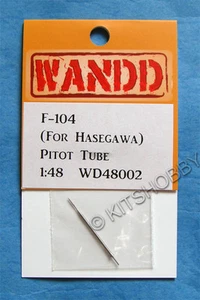 WANDD
F-104
(FOR HASEGAWA)
PITOT TUBE
1:48 WD48002
© KITSHOBBY